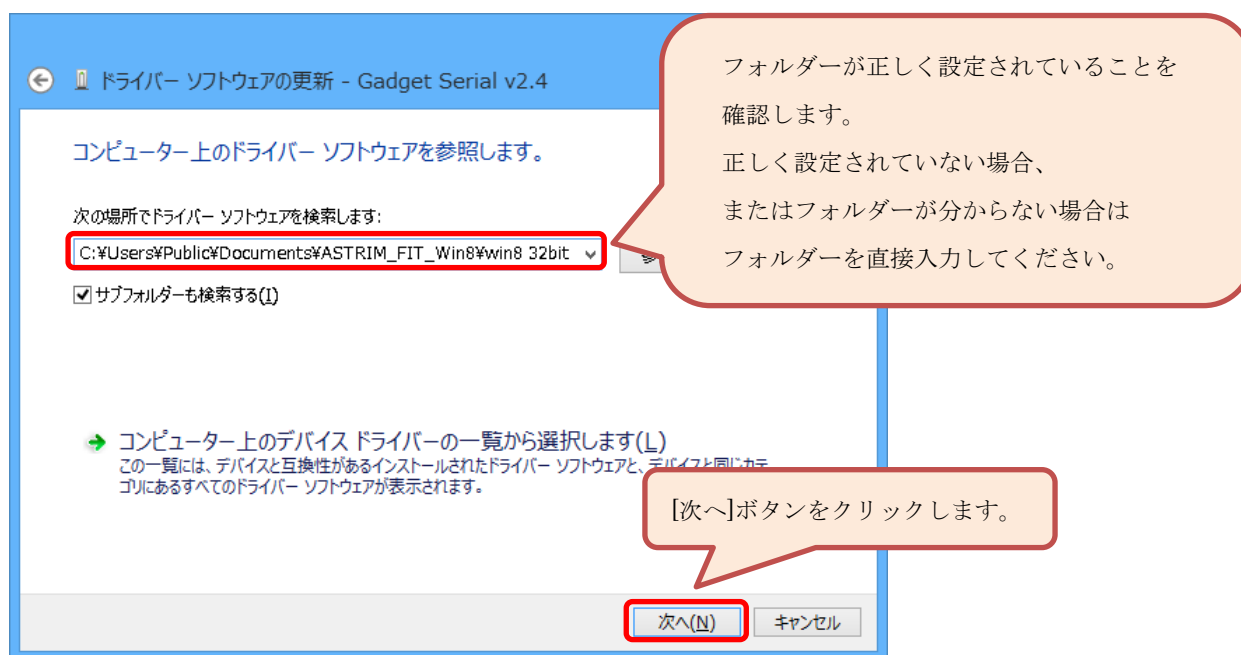 ドライバー ソフトウェアの更新 - Gadget Serial v2.4
フォルダーが正しく設定されていることを
確認します。
正しく設定されていない場合、
またはフォルダーが分からない場合は
フォルダーを直接入力してください。
コンピューター上のドライバー ソフトウェアを参照します。
次の場所でドライバー ソフトウェアを検索します:
C:¥Users¥Public¥Documents¥ASTRIM_FIT_Win8¥win8 32bit
サブフォルダーも検索する(I)
コンピューター上のデバイス ドライバーの一覧から選択します(L)
この一覧には、デバイスと互換性があるインストールされたドライバー ソフトウェアと、デバイスと同じカテ
ゴリにあるすべてのドライバー ソフトウェアが表示されます。
[次へ]ボタンをクリックします。
次へ(N)
キャンセル